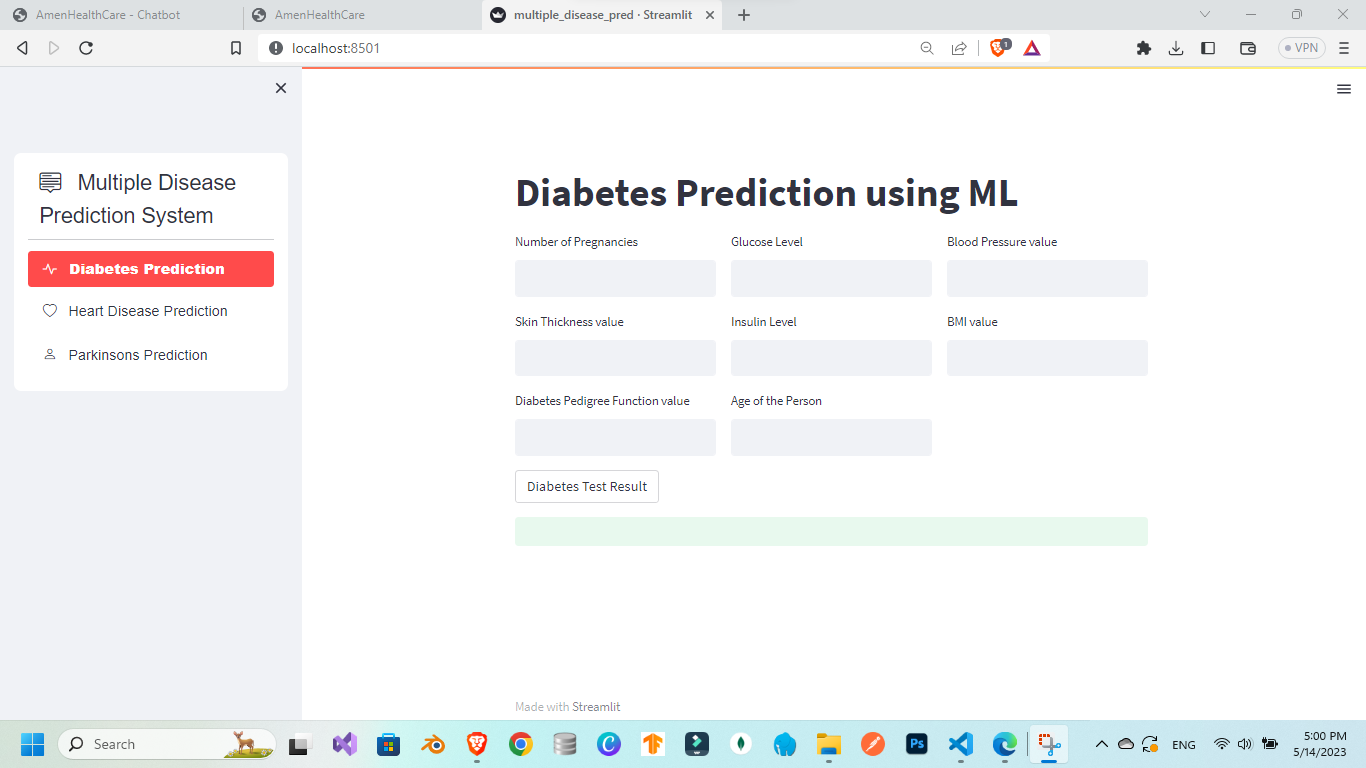 AmenHealthCare - Chatbot
AmenHealthCare
multiple_disease_pred · Streamlit
localhost:8501
1
VPN
Multiple Disease
Prediction System
Diabetes Prediction
Heart Disease Prediction
Parkinsons Prediction
Diabetes Prediction using ML
Number of Pregnancies
Glucose Level
Blood Pressure value
Skin Thickness value
Insulin Level
BMI value
Diabetes Pedigree Function value
Age of the Person
Diabetes Test Result
Made with Streamlit
Search
Ps
ENG
5:00 PM
5/14/2023